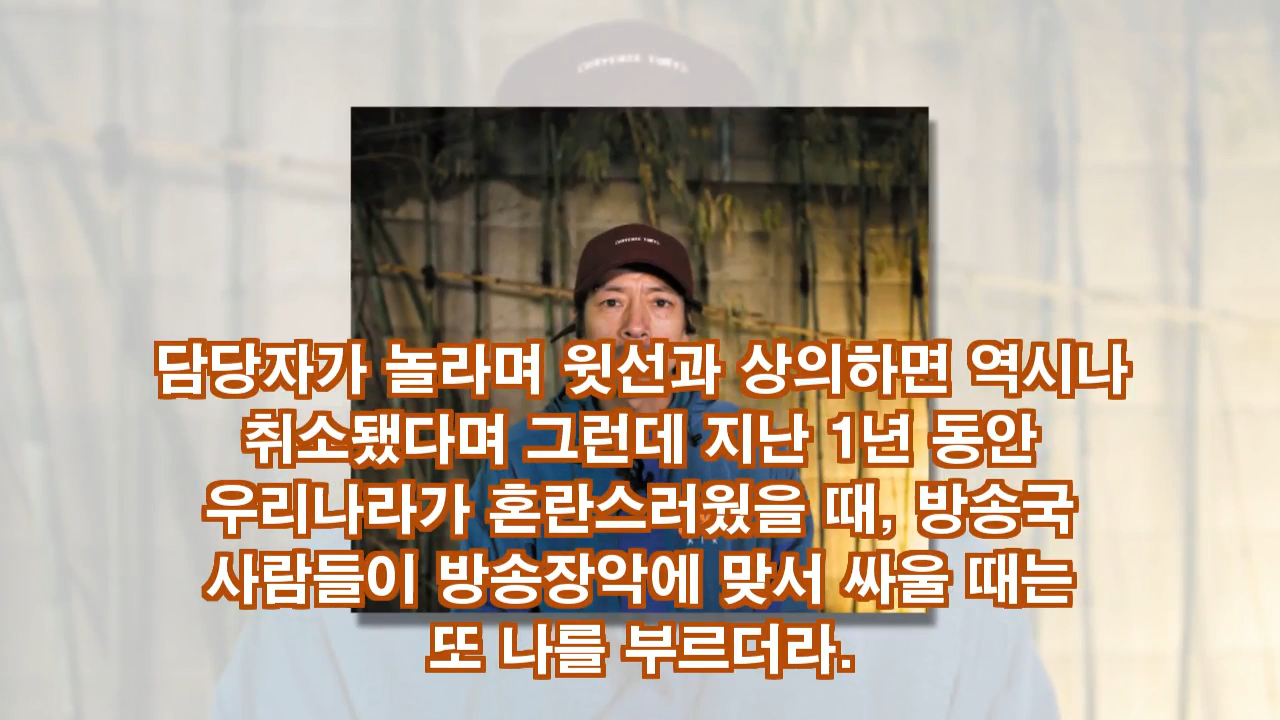 담당자가 놀라며 윗선과 상의하면 역시나
취소됐다며 그런데 지난 1년 동안
우리나라가 혼란스러웠을 때, 방송국
사람들이 방송장악에 맞서 싸울 때는
또 나를 부르더라.